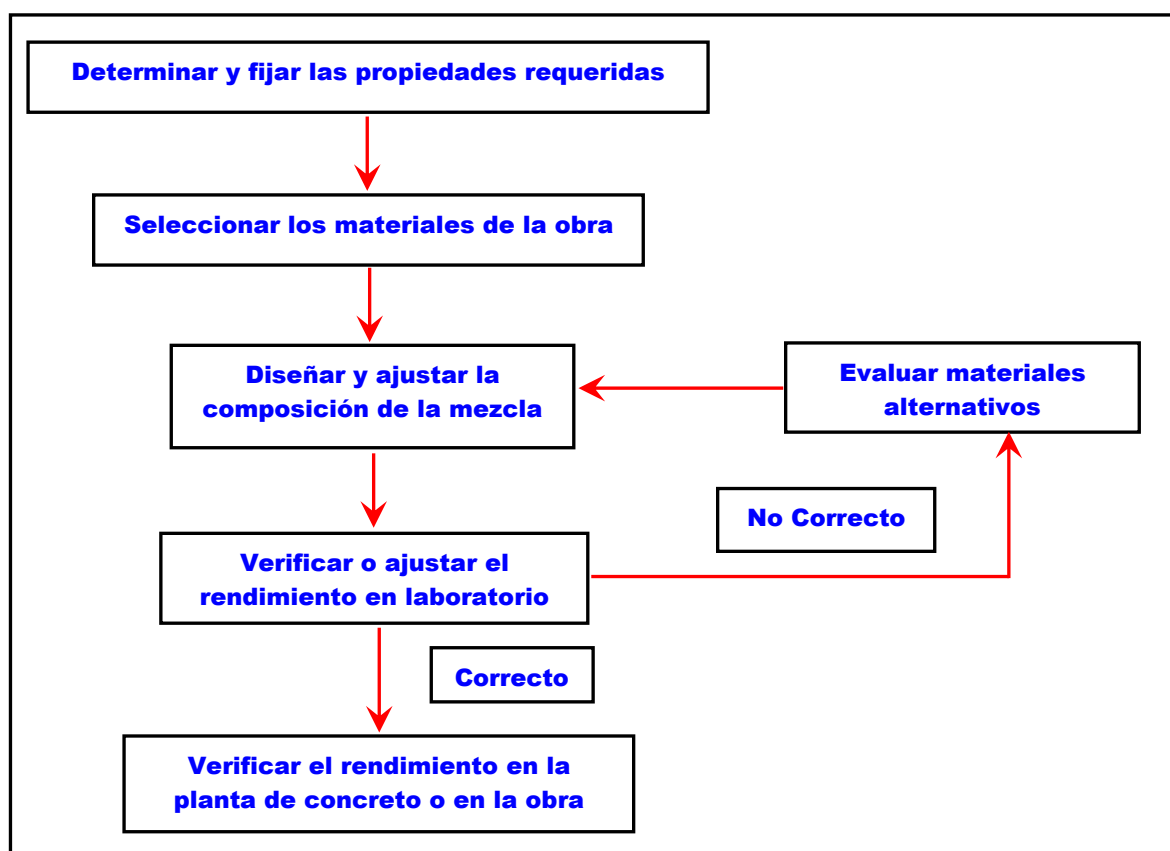 Determinar y fijar las propiedades requeridas
Seleccionar los materiales de la obra
Diseñar y ajustar la
composición de la mezcla
Evaluar materiales
alternativos
No Correcto
Verificar o ajustar el
rendimiento en laboratorio
Correcto
Verificar el rendimiento en la
planta de concreto o en la obra